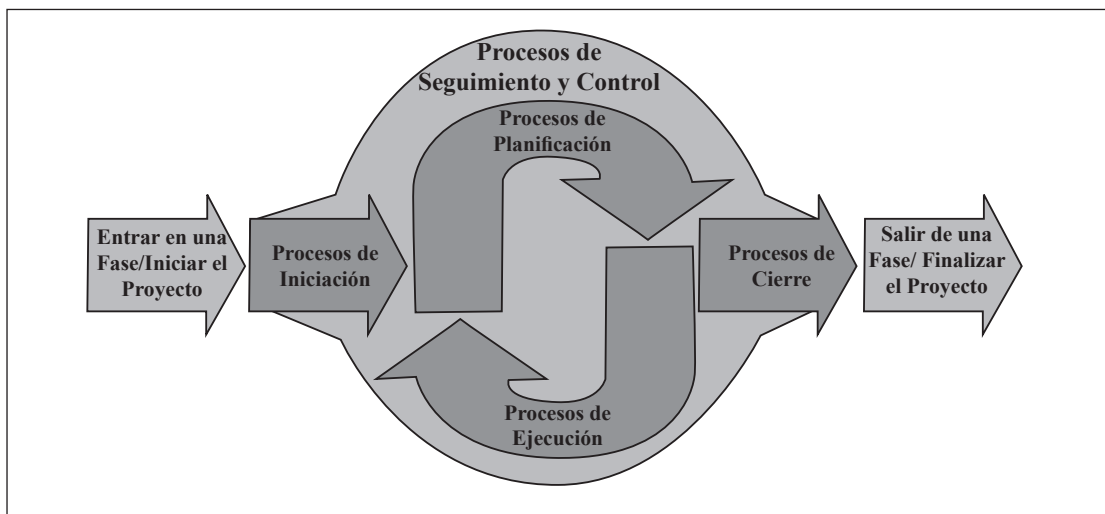 Procesos de
Seguimiento y Control
Procesos de
Planificación
Entrar en una
Fase/Iniciar el
Proyecto
Procesos de
Iniciación
Procesos de
Cierre
Salir de una
Fase/ Finalizar
el Proyecto
Procesos de
Ejecución